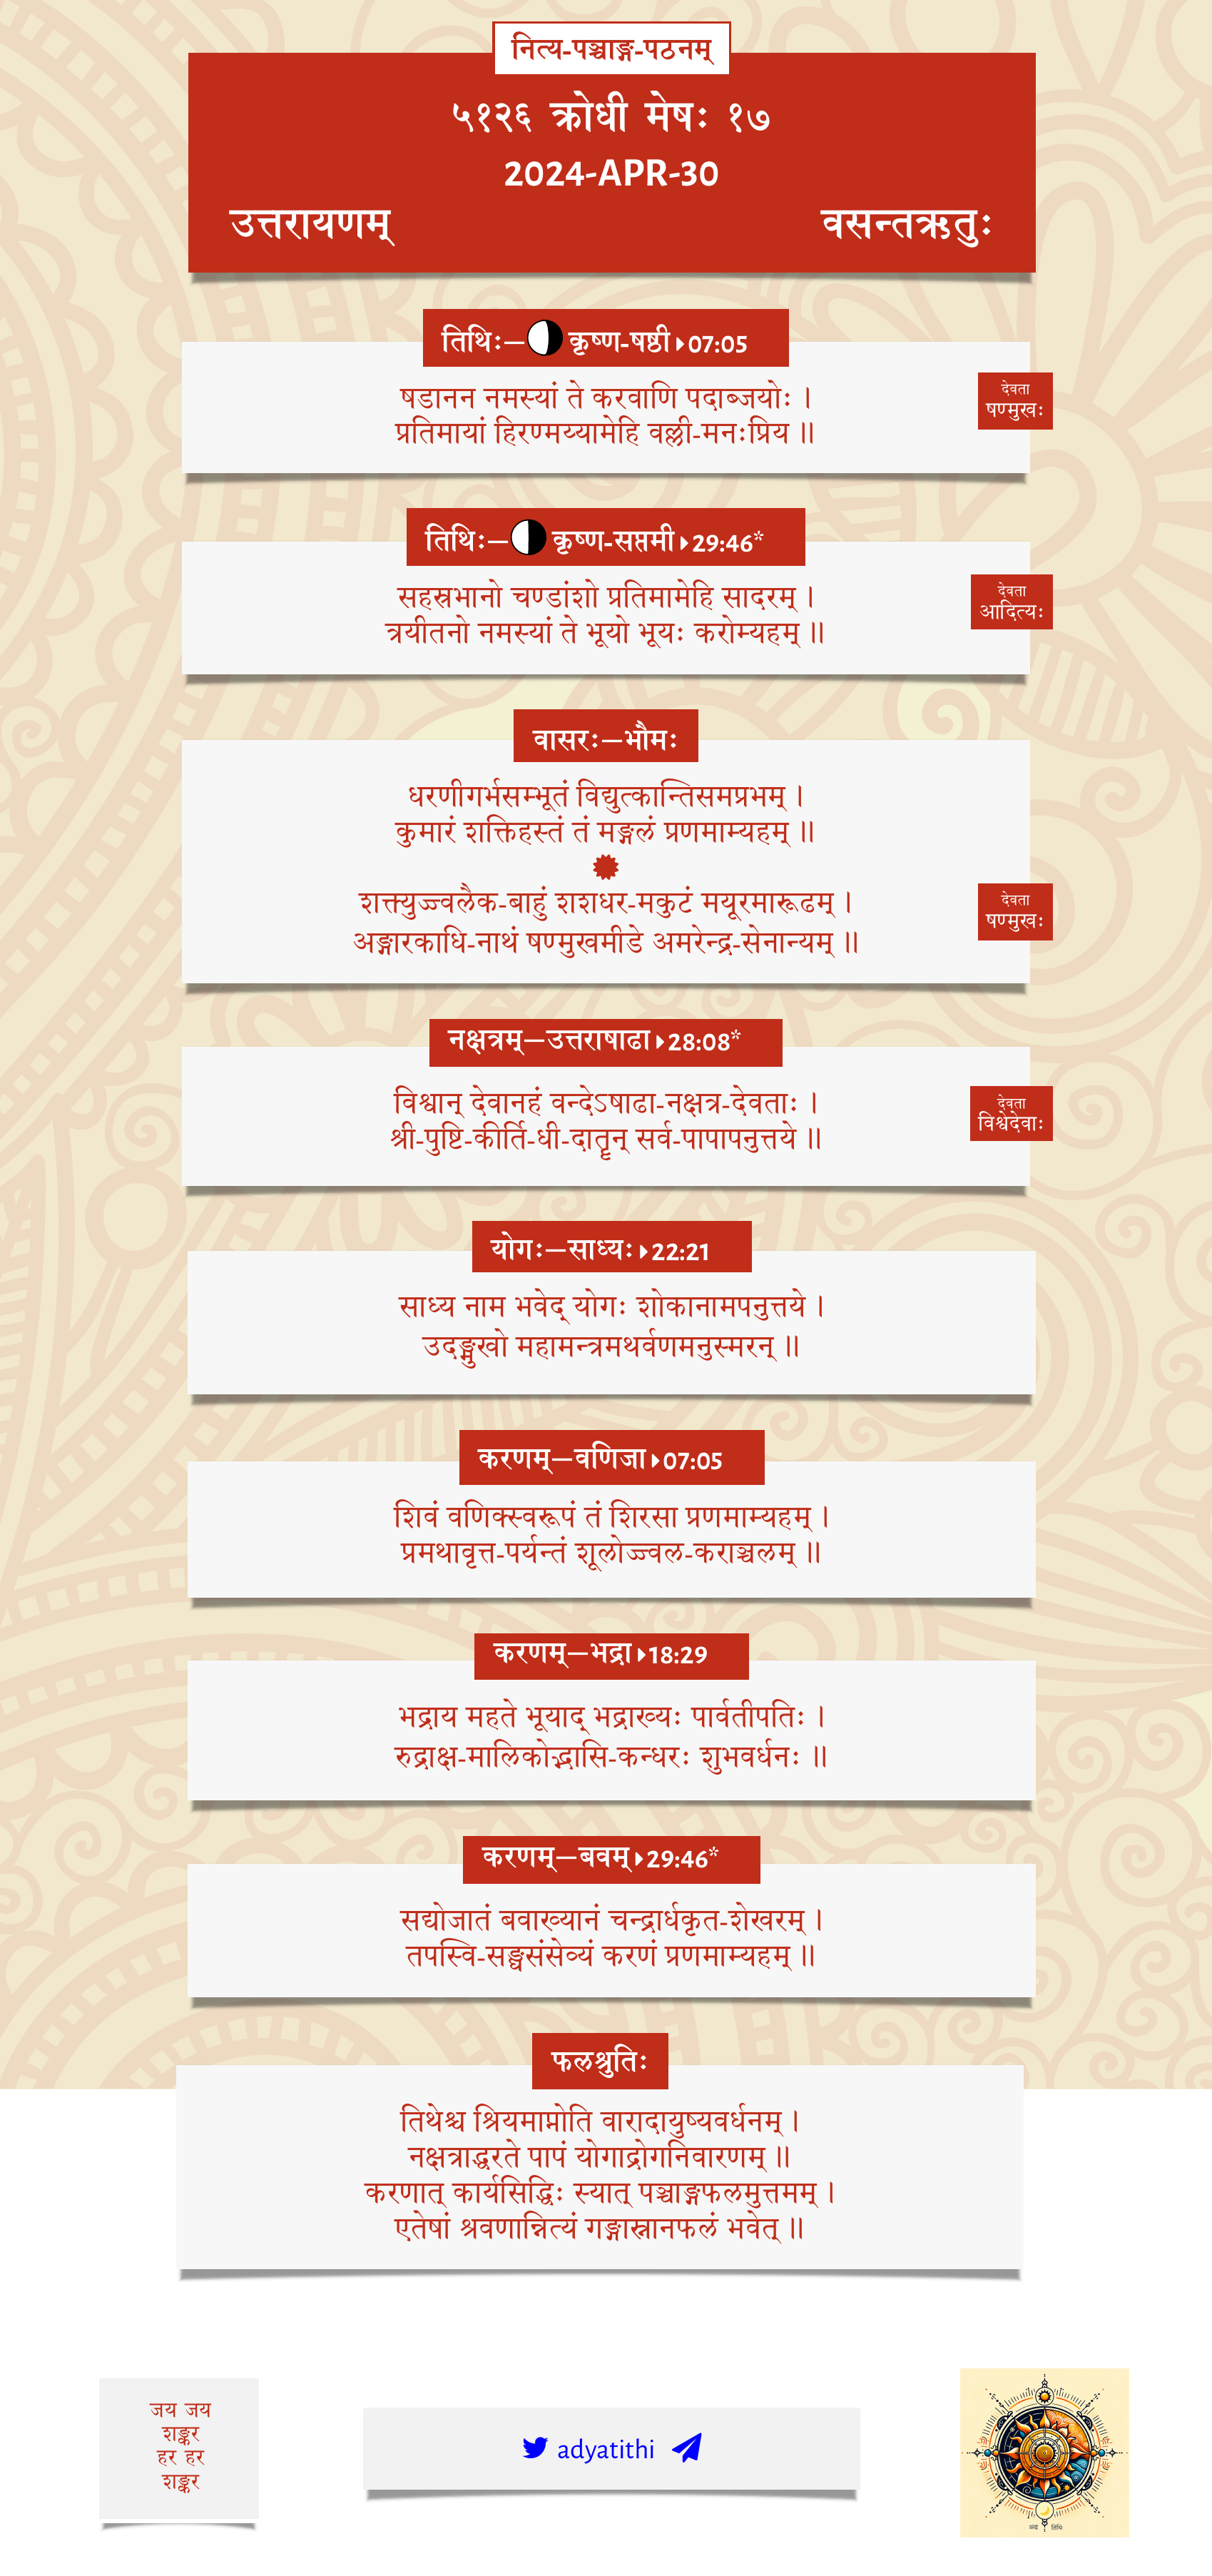 नित्य-पञ्चाङ्ग-पठनम्
५१२६ क्रोधी मेषः १७
2024-APR-30
उत्तरायणम् वसन्तऋतुः
तिथिः—कृष्ण-षष्ठी 07:05
षडानन नमस्यां ते करवाणि पदाब्जयोः ।
प्रतिमायां हिरण्मय्यामेहि वल्ली-मनःप्रिय ॥
देवता
षण्मुखः
तिथिः—कृष्ण-सप्तमी 29:46*
सहस्रभानो चण्डांशो प्रतिमामेहि सादरम् ।
त्रयीतनो नमस्यां ते भूयो भूयः करोम्यहम् ॥
देवता
आदित्यः
वासरः—भौमः
धरणीगर्भसम्भूतं विद्युत्कान्तिसमप्रभम् ।
कुमारं शक्तिहस्तं तं मङ्गलं प्रणमाम्यहम् ॥
शक्त्युज्ज्वलैक-बाहुं शशधर-मकुटं मयूरमारूढम् ।
अङ्गारकाधि-नाथं षण्मुखमीडे अमरेन्द्र-सेनान्यम् ॥
देवता
षण्मुखः
नक्षत्रम्—उत्तराषाढा 28:08*
विश्वान् देवानहं वन्देऽषाढा-नक्षत्र-देवताः ।
श्री-पुष्टि-कीर्ति-धी-दातॄन् सर्व-पापापनुत्तये ॥
देवता
विश्वेदेवाः
योगः—साध्यः 22:21
साध्य नाम भवेद् योगः शोकानामपनुत्तये ।
उदङ्मुखो महामन्त्रमथर्वणमनुस्मरन् ॥
करणम्—वणिजा 07:05
शिवं वणिक्स्वरूपं तं शिरसा प्रणमाम्यहम् ।
प्रमथावृत्त-पर्यन्तं शूलोज्ज्वल-कराञ्चलम् ॥
करणम्—भद्रा 18:29
भद्राय महते भूयाद् भद्राख्यः पार्वतीपतिः ।
रुद्राक्ष-मालिकोद्भासि-कन्धरः शुभवर्धनः ॥
करणम्—बवम् 29:46*
सद्योजातं बवाख्यानं चन्द्रार्धकृत-शेखरम् ।
तपस्वि-सङ्घसंसेव्यं करणं प्रणमाम्यहम् ॥
फलश्रुतिः
तिथेश्च श्रियमाप्नोति वारादायुष्यवर्धनम् ।
नक्षत्राद्धरते पापं योगाद्रोगनिवारणम् ॥
करणात् कार्यसिद्धिः स्यात् पञ्चाङ्गफलमुत्तमम् ।
एतेषां श्रवणान्नित्यं गङ्गास्नानफलं भवेत् ॥
जय जय
शङ्कर
हर हर
शङ्कर
adyatithi